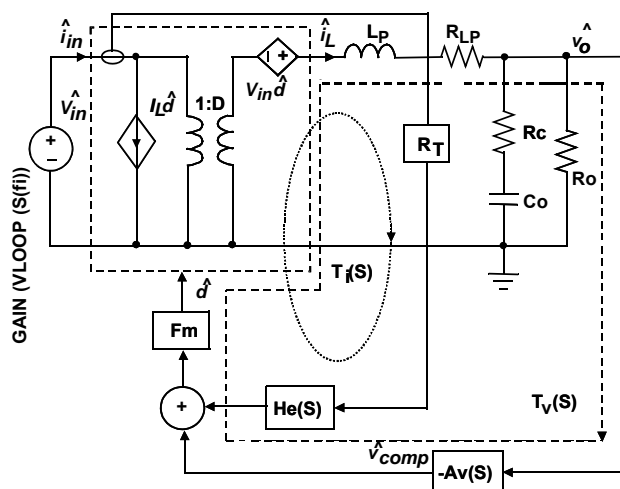 î_in
î_L
L_P
R_LP
v̂_o
V̂_in
+
–
I_L d̂
1:D
+
V_in d̂
R_T
Rc
Ro
Co
GAIN (VLOOP (S(fi))
T_i(S)
d̂
Fm
T_v(S)
+
He(S)
v̂_comp
-Av(S)